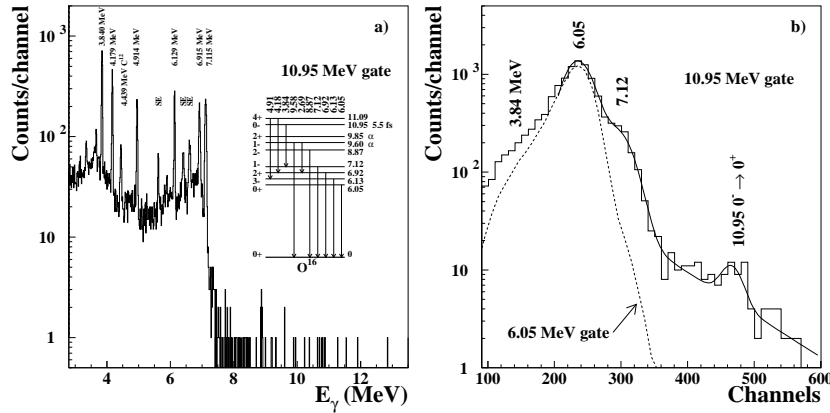 a)
Counts/channel
10³
10²
10
1
4 6 8 10 12
Eγ (MeV)
3.840 MeV
4.179 MeV
4.439 MeV C¹²
4.914 MeV
SE
6.129 MeV
SE
SE
6.915 MeV
7.115 MeV
10.95 MeV gate
4.91 4.18 3.84 9.58 2.69 8.87 7.12 6.92 6.13 6.05
4+ 11.09
0- 10.95 5.5 fs
2+ 9.85 α
1- 9.60 α
2- 8.87
1- 7.12
2+ 6.92
3- 6.13
0+ 6.05
0+ 0
O¹⁶
b)
Counts/channel
10³
10²
10
1
100 200 300 400 500 600
Channels
3.84 MeV
6.05
7.12
10.95 MeV gate
10.95 0⁻ → 0⁺
6.05 MeV gate